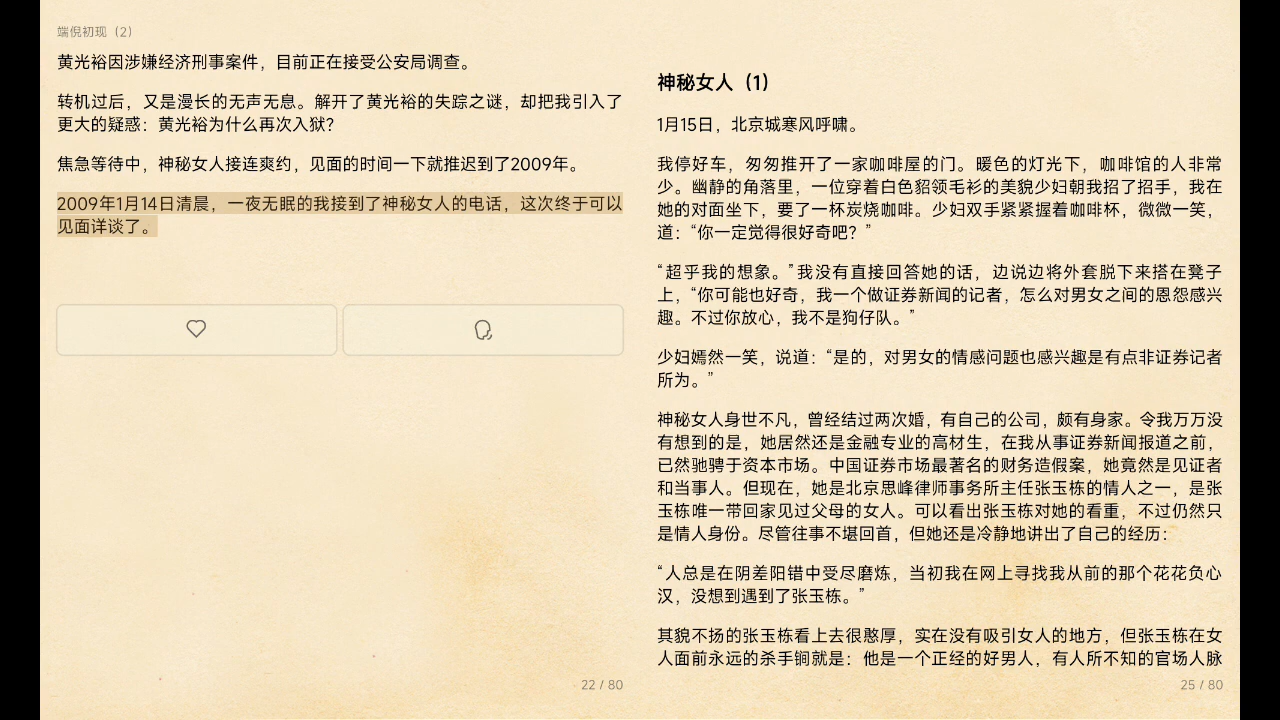 端倪初现（2）
黄光裕因涉嫌经济刑事案件，目前正在接受公安局调查。
转机过后，又是漫长的无声无息。解开了黄光裕的失踪之谜，却把我引入了
更大的疑惑：黄光裕为什么再次入狱？
焦急等待中，神秘女人接连爽约，见面的时间一下就推迟到了2009年。
2009年1月14日清晨，一夜无眠的我接到了神秘女人的电话，这次终于可以
见面详谈了。
22 / 80
神秘女人（1）
1月15日，北京城寒风呼啸。
我停好车，匆匆推开了一家咖啡屋的门。暖色的灯光下，咖啡馆的人非常
少。幽静的角落里，一位穿着白色貂领毛衫的美貌少妇朝我招了招手，我在
她的对面坐下，要了一杯炭烧咖啡。少妇双手紧紧握着咖啡杯，微微一笑，
道：“你一定觉得很好奇吧？”
“超乎我的想象。”我没有直接回答她的话，边说边将外套脱下来搭在凳子
上，“你可能也好奇，我一个做证券新闻的记者，怎么对男女之间的恩怨感兴
趣。不过你放心，我不是狗仔队。”
少妇嫣然一笑，说道：“是的，对男女的情感问题也感兴趣是有点非证券记者
所为。”
神秘女人身世不凡，曾经结过两次婚，有自己的公司，颇有身家。令我万万没
有想到的是，她居然还是金融专业的高材生，在我从事证券新闻报道之前，
已然驰骋于资本市场。中国证券市场最著名的财务造假案，她竟然是见证者
和当事人。但现在，她是北京思峰律师事务所主任张玉栋的情人之一，是张
玉栋唯一带回家见过父母的女人。可以看出张玉栋对她的看重，不过仍然只
是情人身份。尽管往事不堪回首，但她还是冷静地讲出了自己的经历：
“人总是在阴差阳错中受尽磨炼，当初我在网上寻找我从前的那个花花负心
汉，没想到遇到了张玉栋。”
其貌不扬的张玉栋看上去很憨厚，实在没有吸引女人的地方，但张玉栋在女
人面前永远的杀手锏就是：他是一个正经的好男人，有人所不知的官场人脉
25 / 80